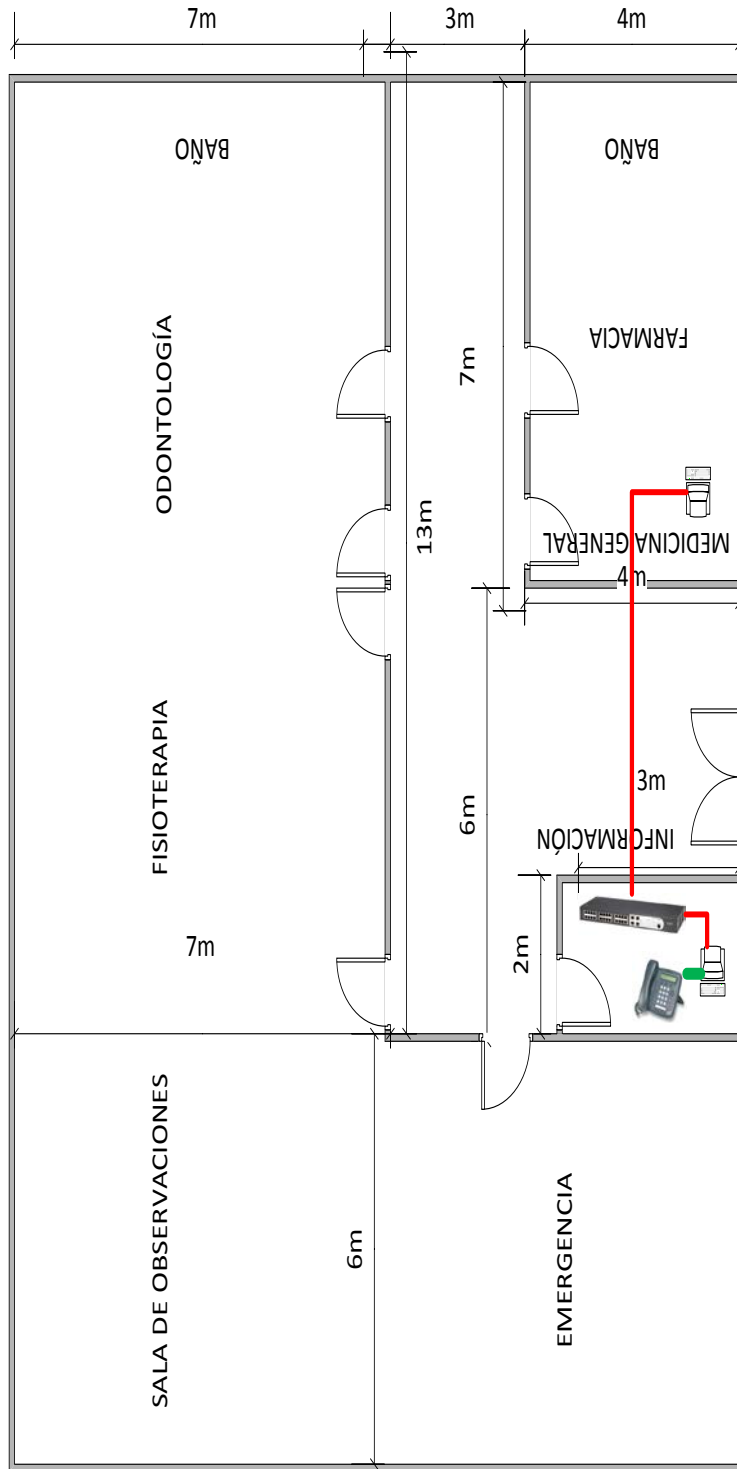 7m
3m
4m
BAÑO
BAÑO
FARMACIA
ODONTOLOGÍA
7m
13m
MEDICINA GENERAL
4m
FISIOTERAPIA
3m
6m
INFORMACIÓN
7m
2m
SALA DE OBSERVACIONES
6m
EMERGENCIA